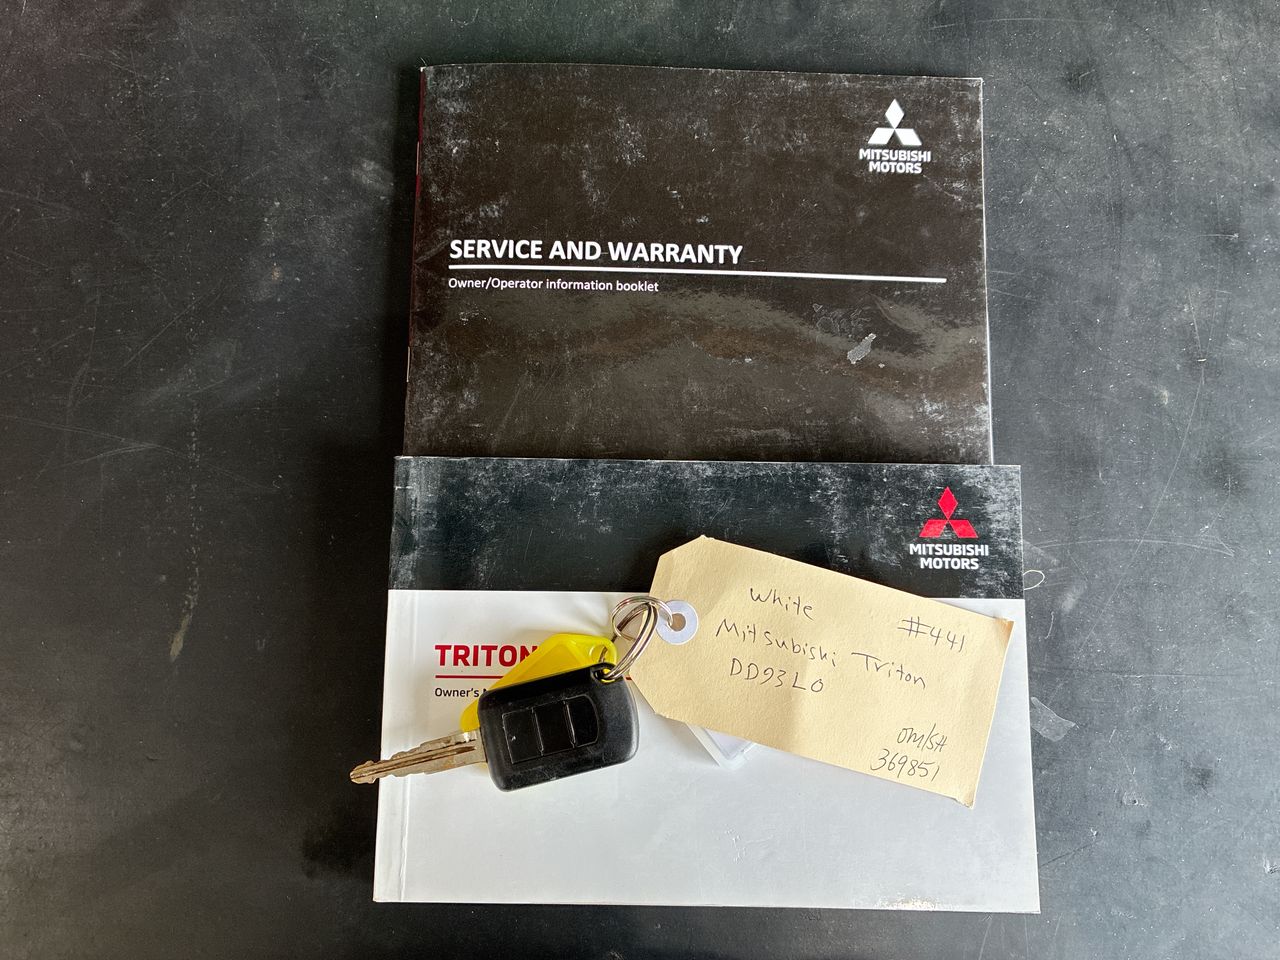 MITSUBISHI
MOTORS
SERVICE AND WARRANTY
Owner/Operator information booklet
MITSUBISHI
MOTORS
TRITON
Owner's
White
#441
Mitsubishi Triton
DD93LO
OM/SH
369851